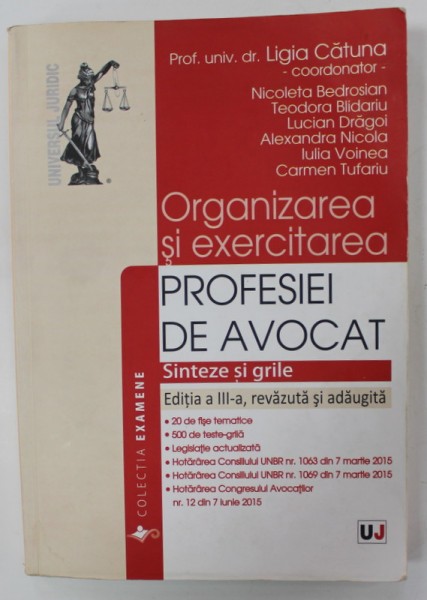 UNIVERSUL JURIDIC
Prof. univ. dr. Ligia Cătuna
- coordonator -
Nicoleta Bedrosian
Teodora Blidariu
Lucian Drăgoi
Alexandra Nicola
Iulia Voinea
Carmen Tufariu
Organizarea
și exercitarea
PROFESIEI
DE AVOCAT
Sinteze și grile
Ediția a III-a, revăzută și adăugită
• 20 de fișe tematice
• 500 de teste-grilă
• Legislație actualizată
• Hotărârea Consiliului UNBR nr. 1063 din 7 martie 2015
• Hotărârea Consiliului UNBR nr. 1069 din 7 martie 2015
• Hotărârea Congresului Avocaților
nr. 12 din 7 iunie 2015
COLECȚIA EXAMENE
UJ